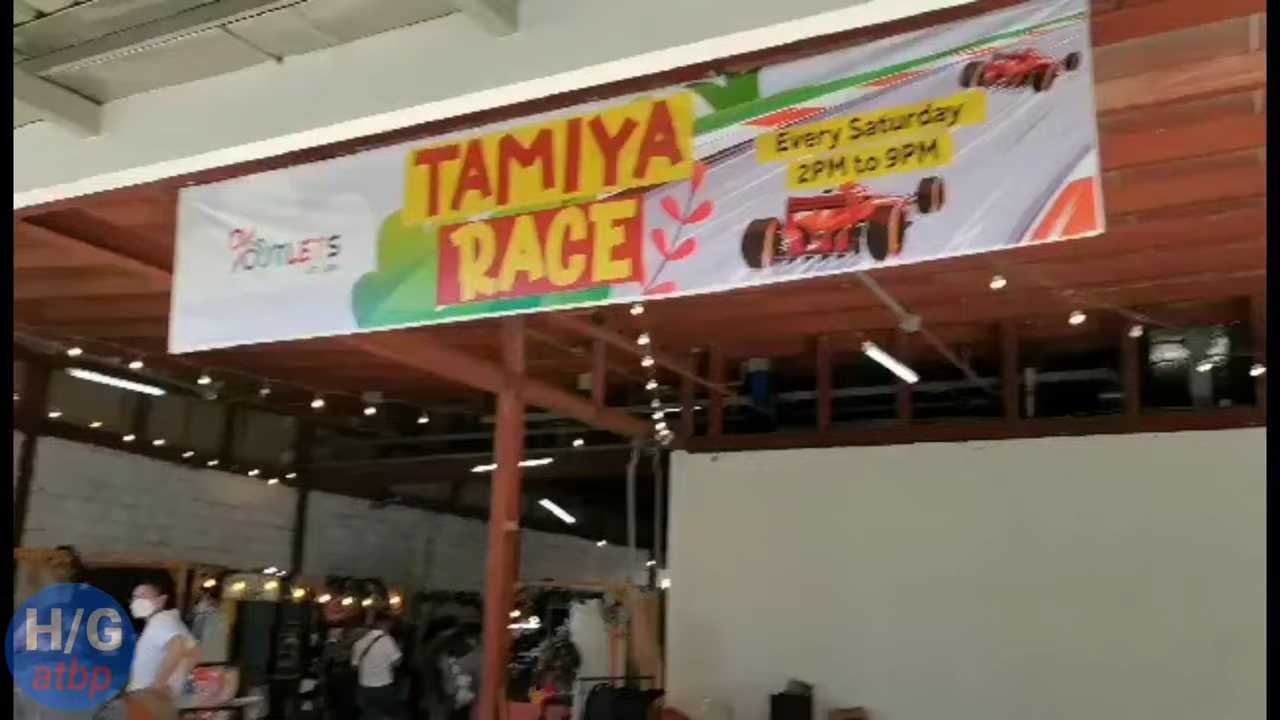 %OUTLETS
TAMIYA
RACE
Every Saturday
2PM to 9PM
H/G
atbp